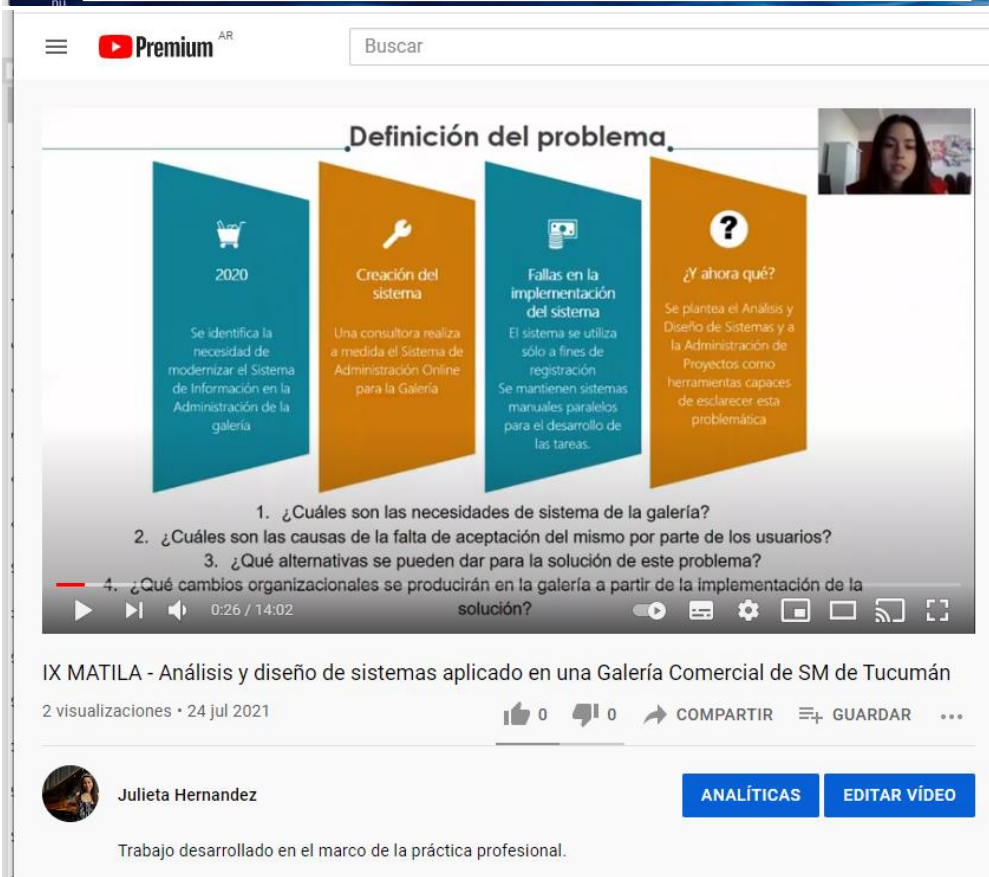 Premium AR
Buscar
Definición del problema
2020
Se identifica la
necesidad de
modernizar el Sistema
de Información en la
Administración de la
galería
Creación del
sistema
Una consultora realiza
a medida el Sistema de
Administración Online
para la Galería
Fallas en la
implementación
del sistema
El sistema se utiliza
sólo a fines de
registración
Se mantienen sistemas
manuales paralelos
para el desarrollo de
las tareas.
?
¿Y ahora qué?
Se plantea el Análisis y
Diseño de Sistemas y a
la Administración de
Proyectos como
herramientas capaces
de esclarecer esta
problemática
1. ¿Cuáles son las necesidades de sistema de la galería?
2. ¿Cuáles son las causas de la falta de aceptación del mismo por parte de los usuarios?
3. ¿Qué alternativas se pueden dar para la solución de este problema?
4. ¿Qué cambios organizacionales se producirán en la galería a partir de la implementación de la
solución?
0:26 / 14:02
IX MATILA - Análisis y diseño de sistemas aplicado en una Galería Comercial de SM de Tucumán
2 visualizaciones • 24 jul 2021
0 0 COMPARTIR GUARDAR
Julieta Hernandez
ANALÍTICAS EDITAR VÍDEO
Trabajo desarrollado en el marco de la práctica profesional.